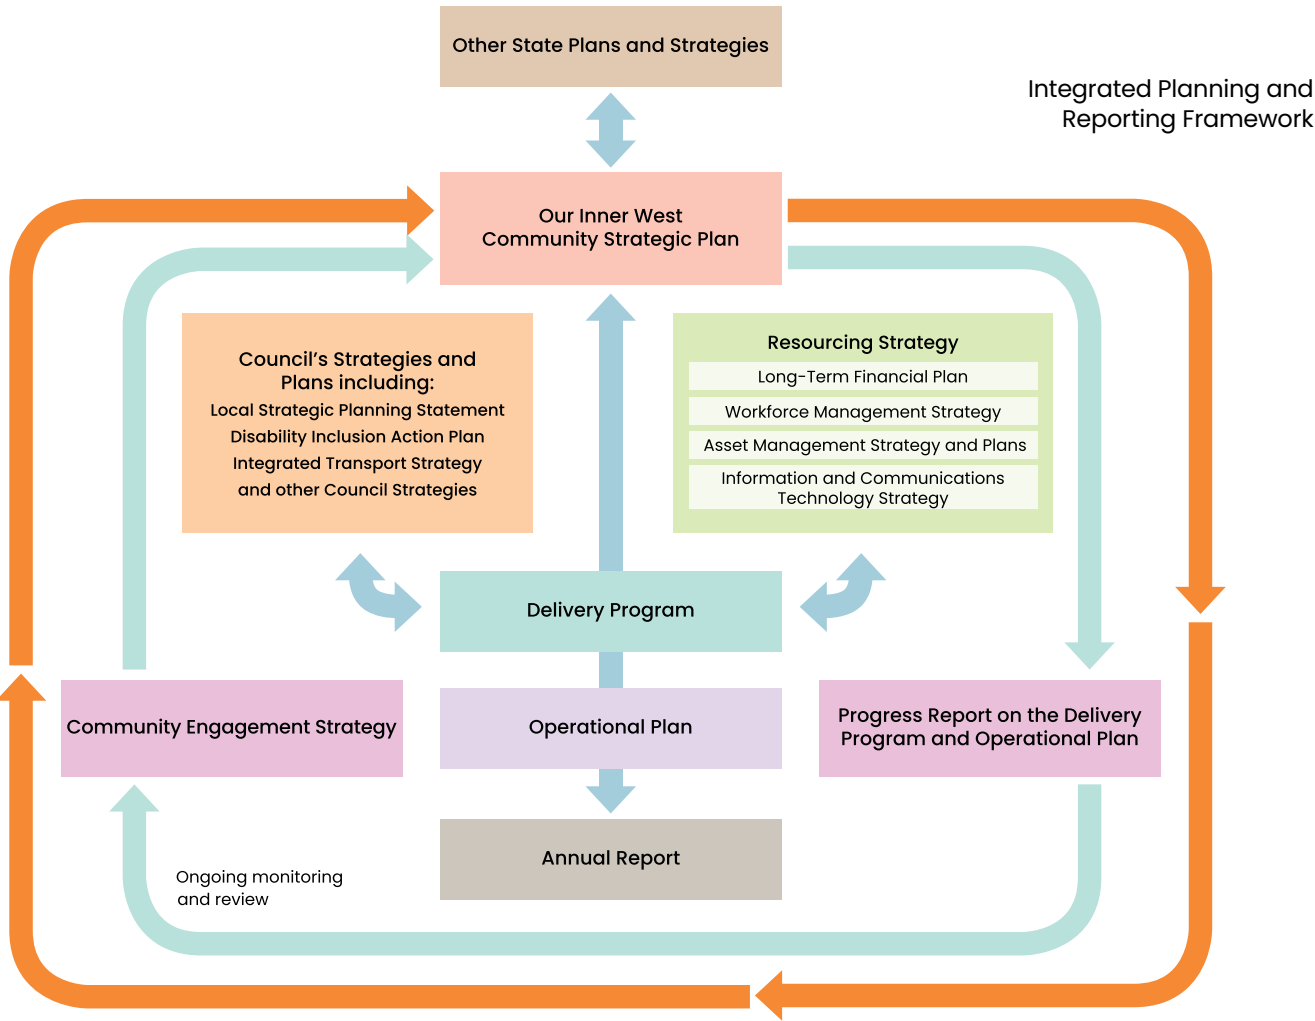 Other State Plans and Strategies
Integrated Planning and
Reporting Framework
Our Inner West
Community Strategic Plan
Council’s Strategies and
Plans including:
Local Strategic Planning Statement
Disability Inclusion Action Plan
Integrated Transport Strategy
and other Council Strategies
Resourcing Strategy
Long-Term Financial Plan
Workforce Management Strategy
Asset Management Strategy and Plans
Information and Communications
Technology Strategy
Delivery Program
Community Engagement Strategy
Operational Plan
Progress Report on the Delivery
Program and Operational Plan
Annual Report
Ongoing monitoring
and review